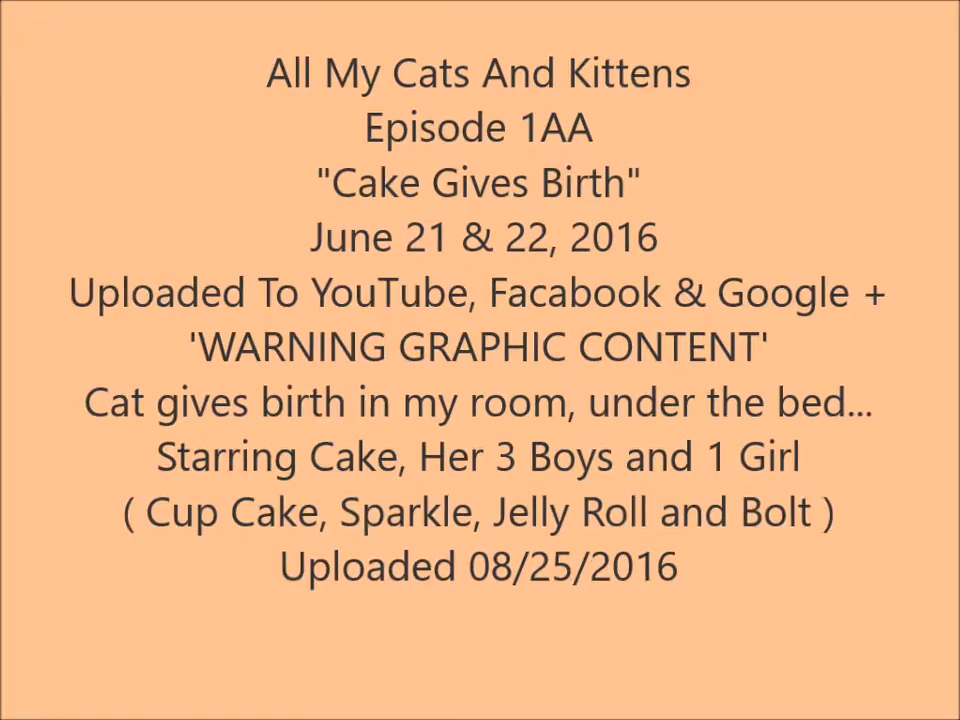 All My Cats And Kittens
Episode 1AA
"Cake Gives Birth"
June 21 & 22, 2016
Uploaded To YouTube, Facabook & Google +
'WARNING GRAPHIC CONTENT'
Cat gives birth in my room, under the bed...
Starring Cake, Her 3 Boys and 1 Girl
( Cup Cake, Sparkle, Jelly Roll and Bolt )
Uploaded 08/25/2016